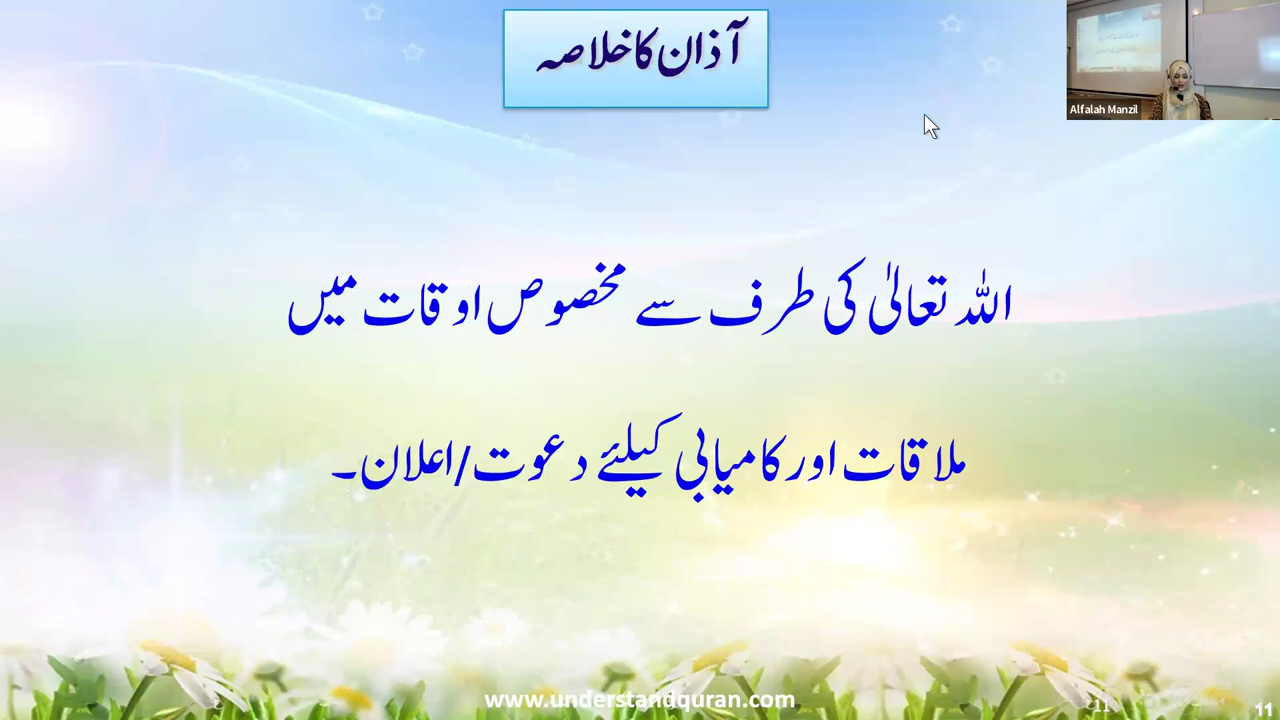 آذان کا خلاصہ
Alfalah Manzil
اللہ تعالیٰ کی طرف سے مخصوص اوقات میں
ملاقات اور کامیابی کیلئے دعوت/اعلان۔
www.understandquran.com
11
11